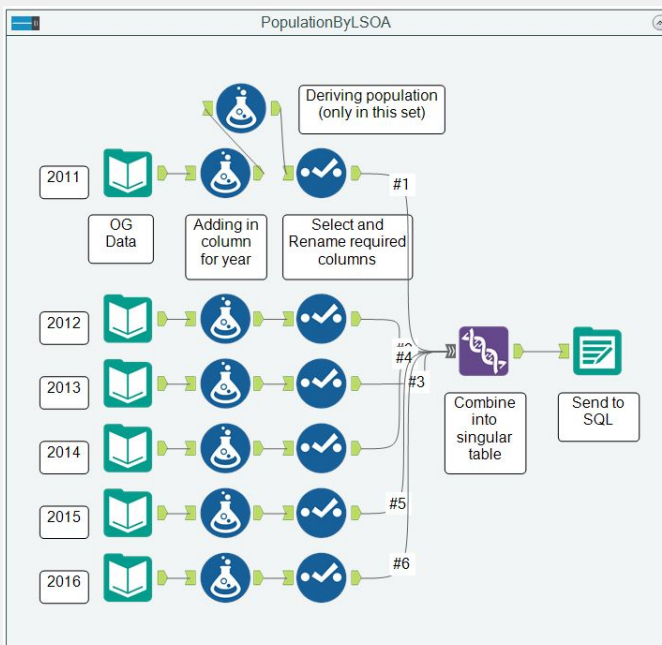 PopulationByLSOA
Deriving population
(only in this set)
2011
#1
OG
Data
Adding in
column
for year
Select and
Rename required
columns
2012
#4
2013
#3
Combine
into
singular
table
Send to
SQL
2014
2015
#5
2016
#6